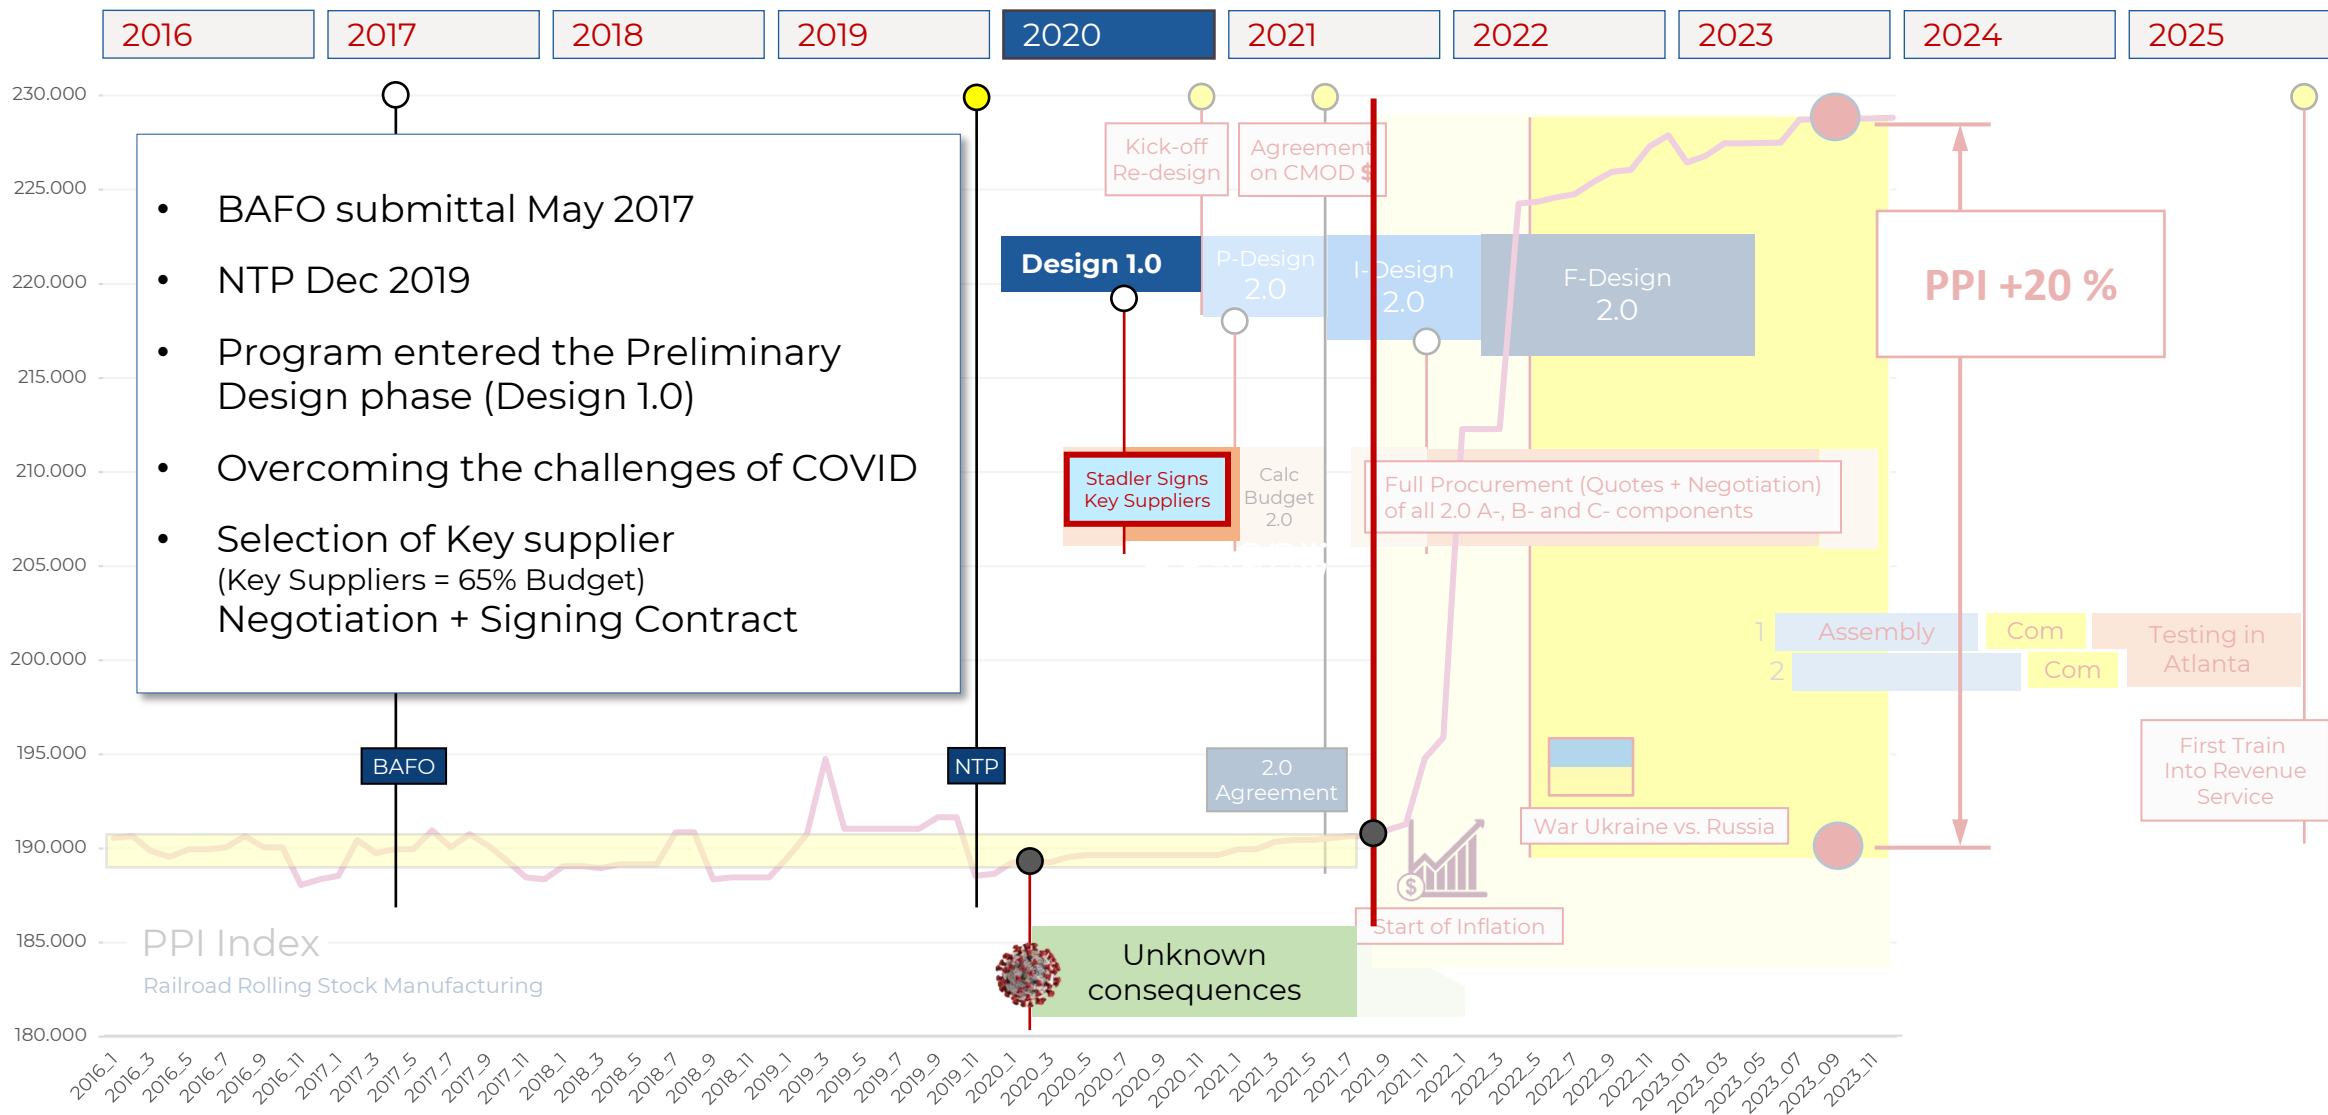 2016 2017 2018 2019 2020 2021 2022 2023 2024 2025
230.000
225.000
220.000
215.000
210.000
205.000
200.000
195.000
190.000
185.000
180.000
• BAFO submittal May 2017
• NTP Dec 2019
• Program entered the Preliminary
Design phase (Design 1.0)
• Overcoming the challenges of COVID
• Selection of Key supplier
(Key Suppliers = 65% Budget)
Negotiation + Signing Contract
Kick-off
Re-design
Agreement
on CMOD $
Design 1.0
P-Design
2.0
I-Design
2.0
F-Design
2.0
PPI +20 %
Stadler Signs
Key Suppliers
Calc
Budget
2.0
Full Procurement (Quotes + Negotiation)
of all 2.0 A-, B- and C- components
1 Assembly Com
2 Com
Testing in
Atlanta
BAFO
NTP
2.0
Agreement
First Train
Into Revenue
Service
War Ukraine vs. Russia
$
Start of Inflation
PPI Index
Railroad Rolling Stock Manufacturing
Unknown
consequences
2016_1 2016_3 2016_5 2016_7 2016_9 2016_11 2017_1 2017_3 2017_5 2017_7 2017_9 2017_11 2018_1 2018_3 2018_5 2018_7 2018_9 2018_11 2019_1 2019_3 2019_5 2019_7 2019_9 2019_11 2020_1 2020_3 2020_5 2020_7 2020_9 2020_11 2021_1 2021_3 2021_5 2021_7 2021_9 2021_11 2022_1 2022_3 2022_5 2022_7 2022_9 2022_11 2023_01 2023_03 2023_05 2023_07 2023_09 2023_11